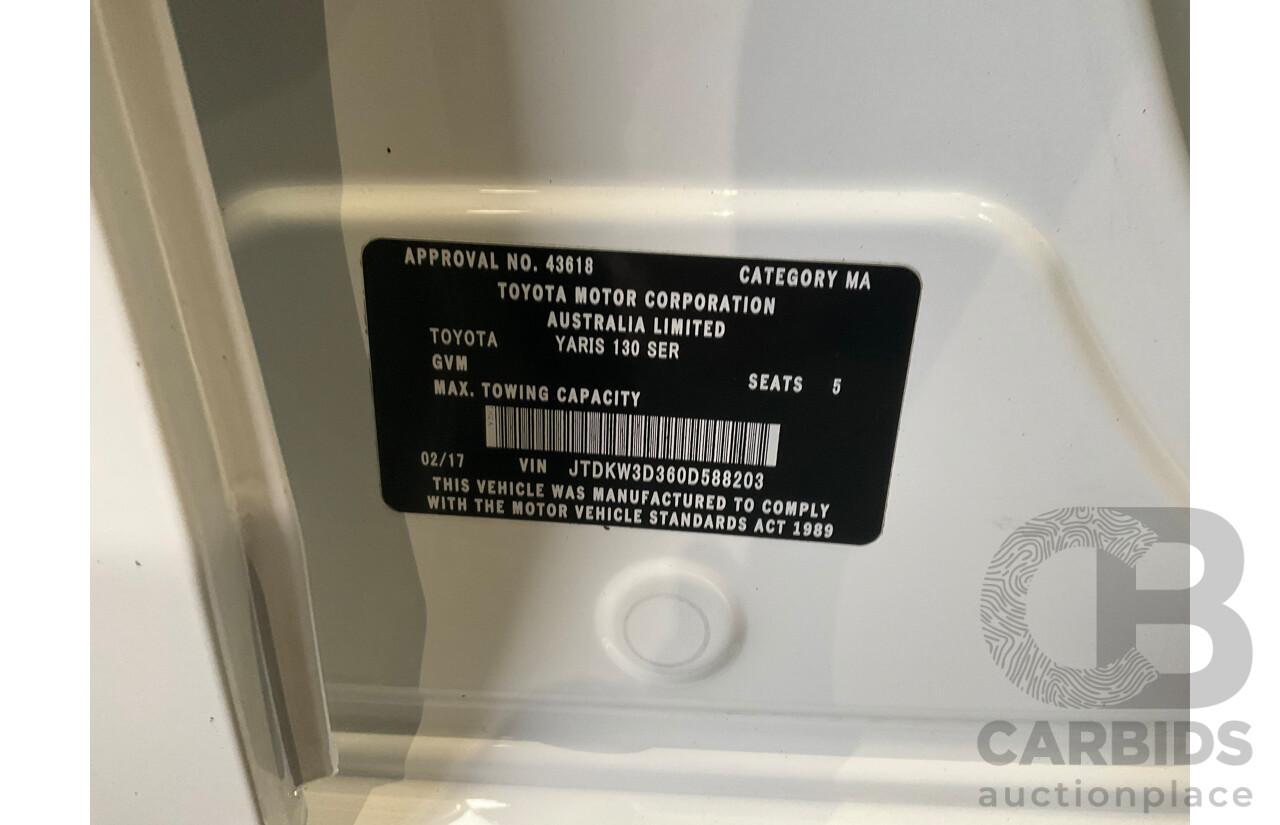 APPROVAL NO. 43618 CATEGORY MA
TOYOTA MOTOR CORPORATION
AUSTRALIA LIMITED
TOYOTA YARIS 130 SER
GVM
SEATS 5
MAX. TOWING CAPACITY
02/17 VIN JTDKW3D360D588203
THIS VEHICLE WAS MANUFACTURED TO COMPLY
WITH THE MOTOR VEHICLE STANDARDS ACT 1989
CB
CARBIDS
auctionplace